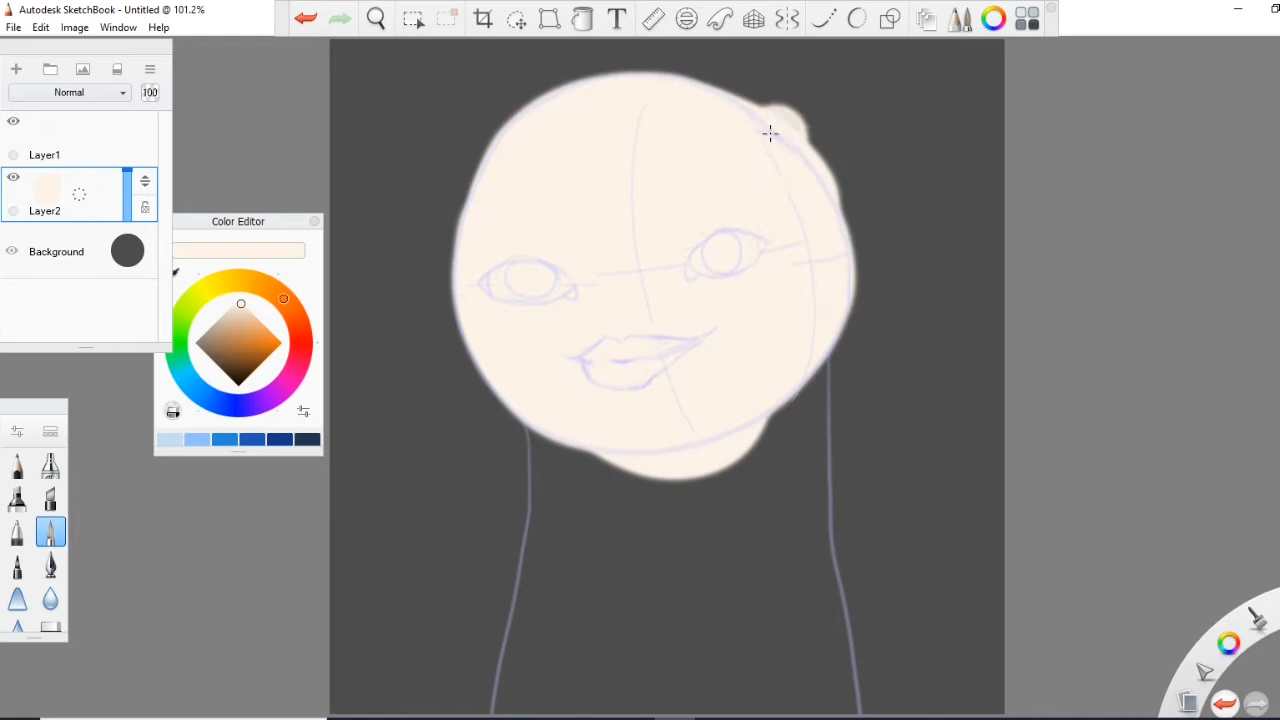 Autodesk SketchBook - Untitled @ 101.2%
File Edit Image Window Help
Normal 100
Layer1
Layer2
Background
Color Editor